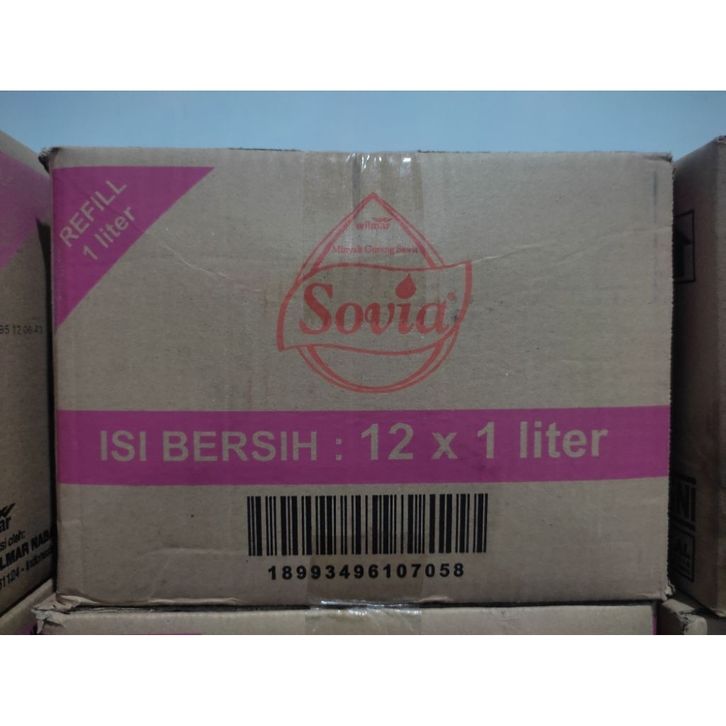 REFILL
1 liter
wilmar
Minyak Goreng Sawit
Sovia
ISI BERSIH : 12 x 1 liter
18993496107058